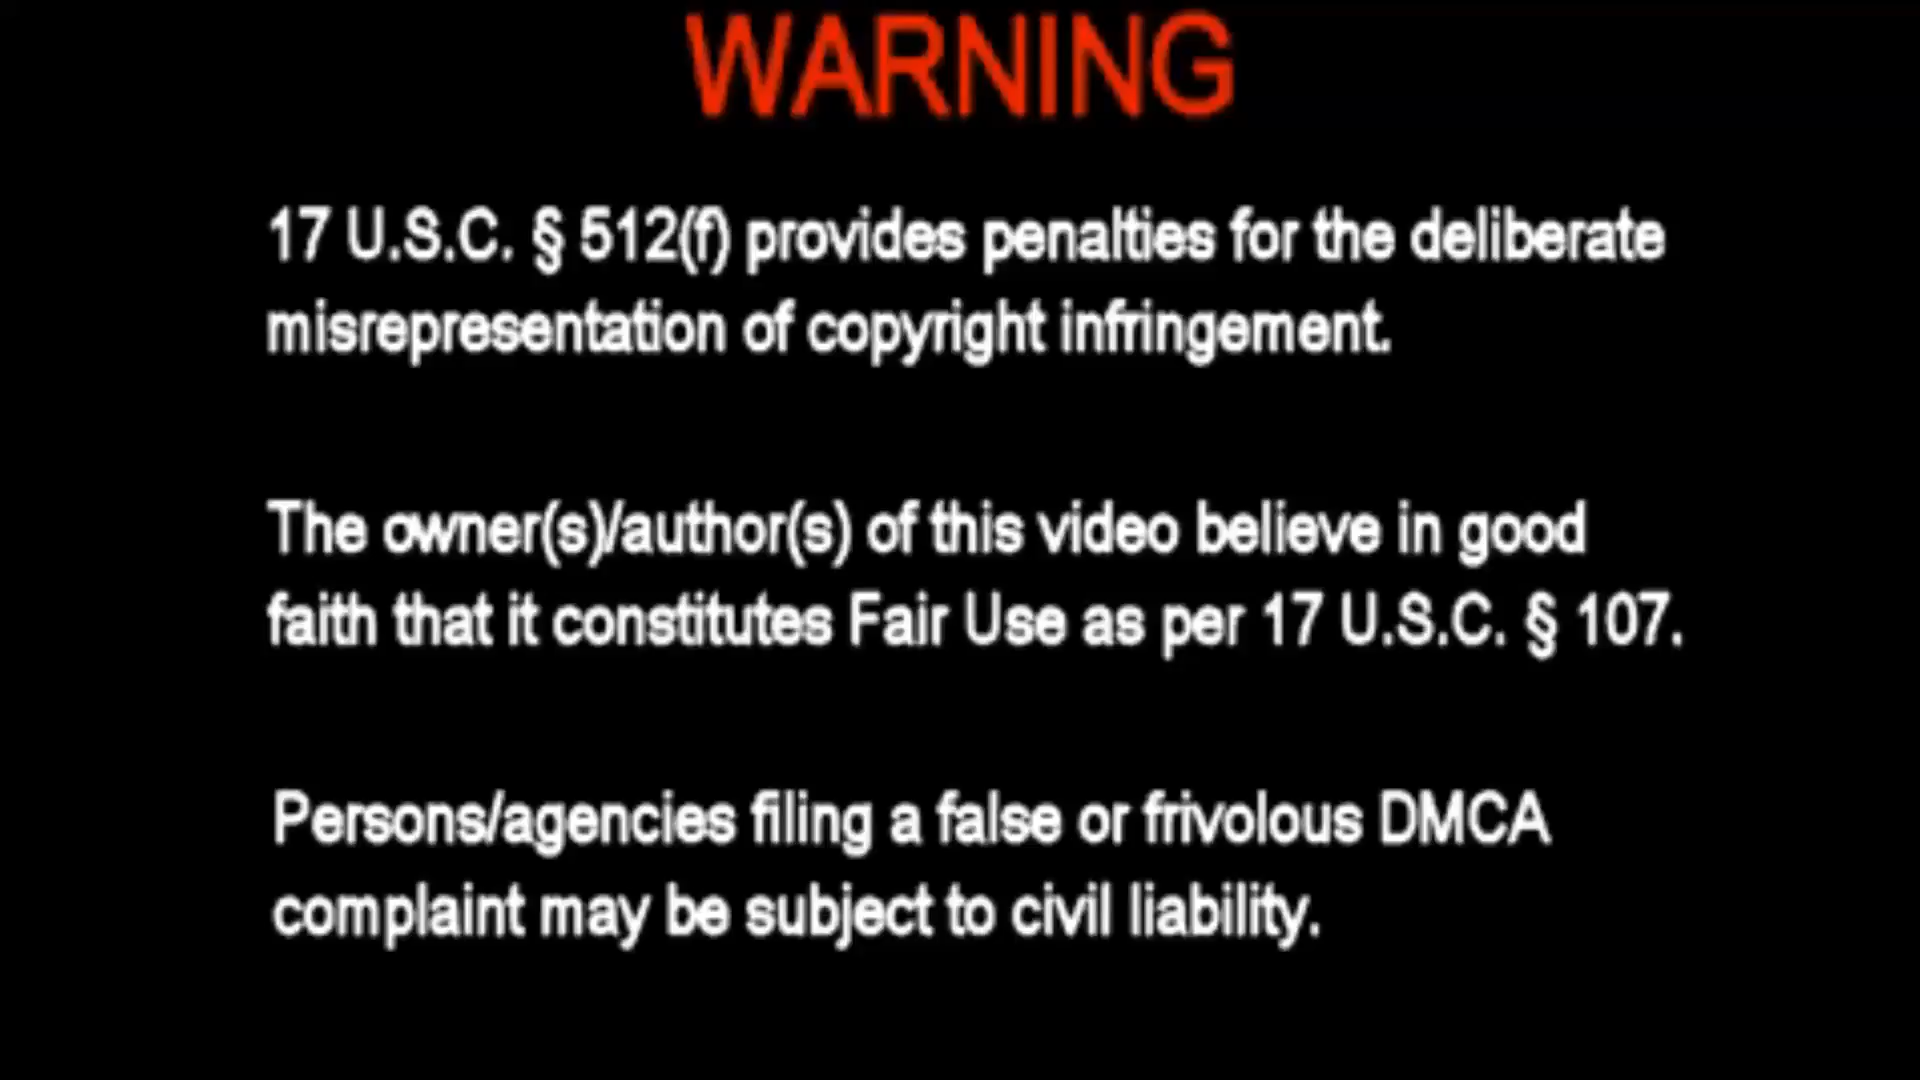 WARNING
17 U.S.C. § 512(f) provides penalties for the deliberate
misrepresentation of copyright infringement.
The owner(s)/author(s) of this video believe in good
faith that it constitutes Fair Use as per 17 U.S.C. § 107.
Persons/agencies filing a false or frivolous DMCA
complaint may be subject to civil liability.